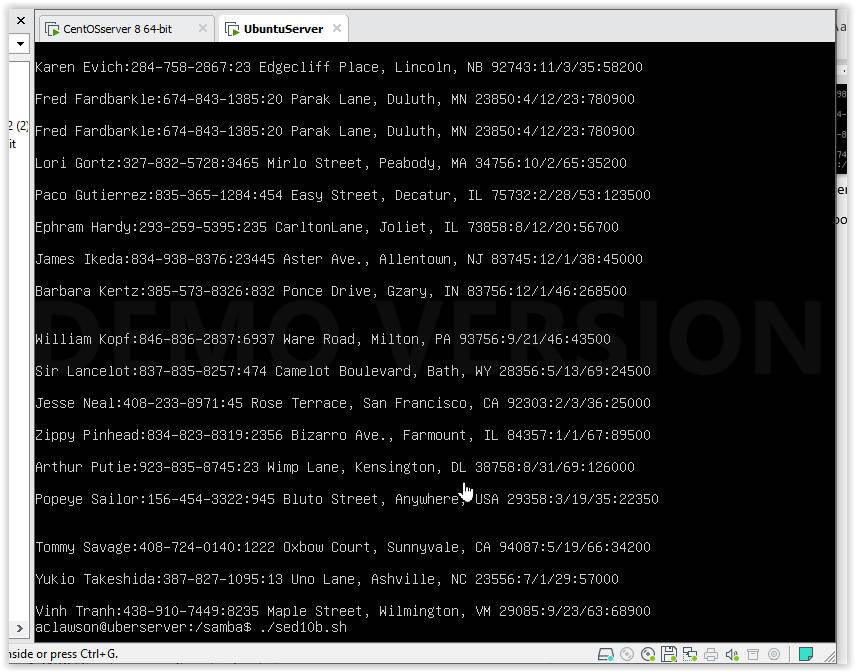 CentOSserver 8 64-bit
UbuntuServer
Karen Evich:284-758-2867:23 Edgecliff Place, Lincoln, NB 92743:11/3/35:58200
Fred Fardbarkle:674-843-1385:20 Parak Lane, Duluth, MN 23850:4/12/23:780900
Fred Fardbarkle:674-843-1385:20 Parak Lane, Duluth, MN 23850:4/12/23:780900
Lori Gortz:327-832-5728:3465 Mirlo Street, Peabody, MA 34756:10/2/65:35200
Paco Gutierrez:835-365-1284:454 Easy Street, Decatur, IL 75732:2/28/53:123500
Ephram Hardy:293-259-5395:235 CarltonLane, Joliet, IL 73858:8/12/20:56700
James Ikeda:834-938-8376:23445 Aster Ave., Allentown, NJ 83745:12/1/38:45000
Barbara Kertz:385-573-8326:832 Ponce Drive, Gzary, IN 83756:12/1/46:268500
DEMO VERSION
William Kopf:846-836-2837:6937 Ware Road, Milton, PA 93756:9/21/46:43500
Sir Lancelot:837-835-8257:474 Camelot Boulevard, Bath, WY 28356:5/13/69:24500
Jesse Neal:408-233-8971:45 Rose Terrace, San Francisco, CA 92303:2/3/36:25000
Zippy Pinhead:834-823-8319:2356 Bizarro Ave., Farmount, IL 84357:1/1/67:89500
Arthur Putie:923-835-8745:23 Wimp Lane, Kensington, DL 38758:8/31/69:126000
Popeye Sailor:156-454-3322:945 Bluto Street, Anywhere, USA 29358:3/19/35:22350
Tommy Savage:408-724-0140:1222 Oxbow Court, Sunnyvale, CA 94087:5/19/66:34200
Yukio Takeshida:387-827-1095:13 Uno Lane, Ashville, NC 23556:7/1/29:57000
Vinh Tranh:438-910-7449:8235 Maple Street, Wilmington, VM 29085:9/23/63:68900
aclawson@uberserver:/samba$ ./sed10b.sh
2 (2)
it
nside or press Ctrl+G.